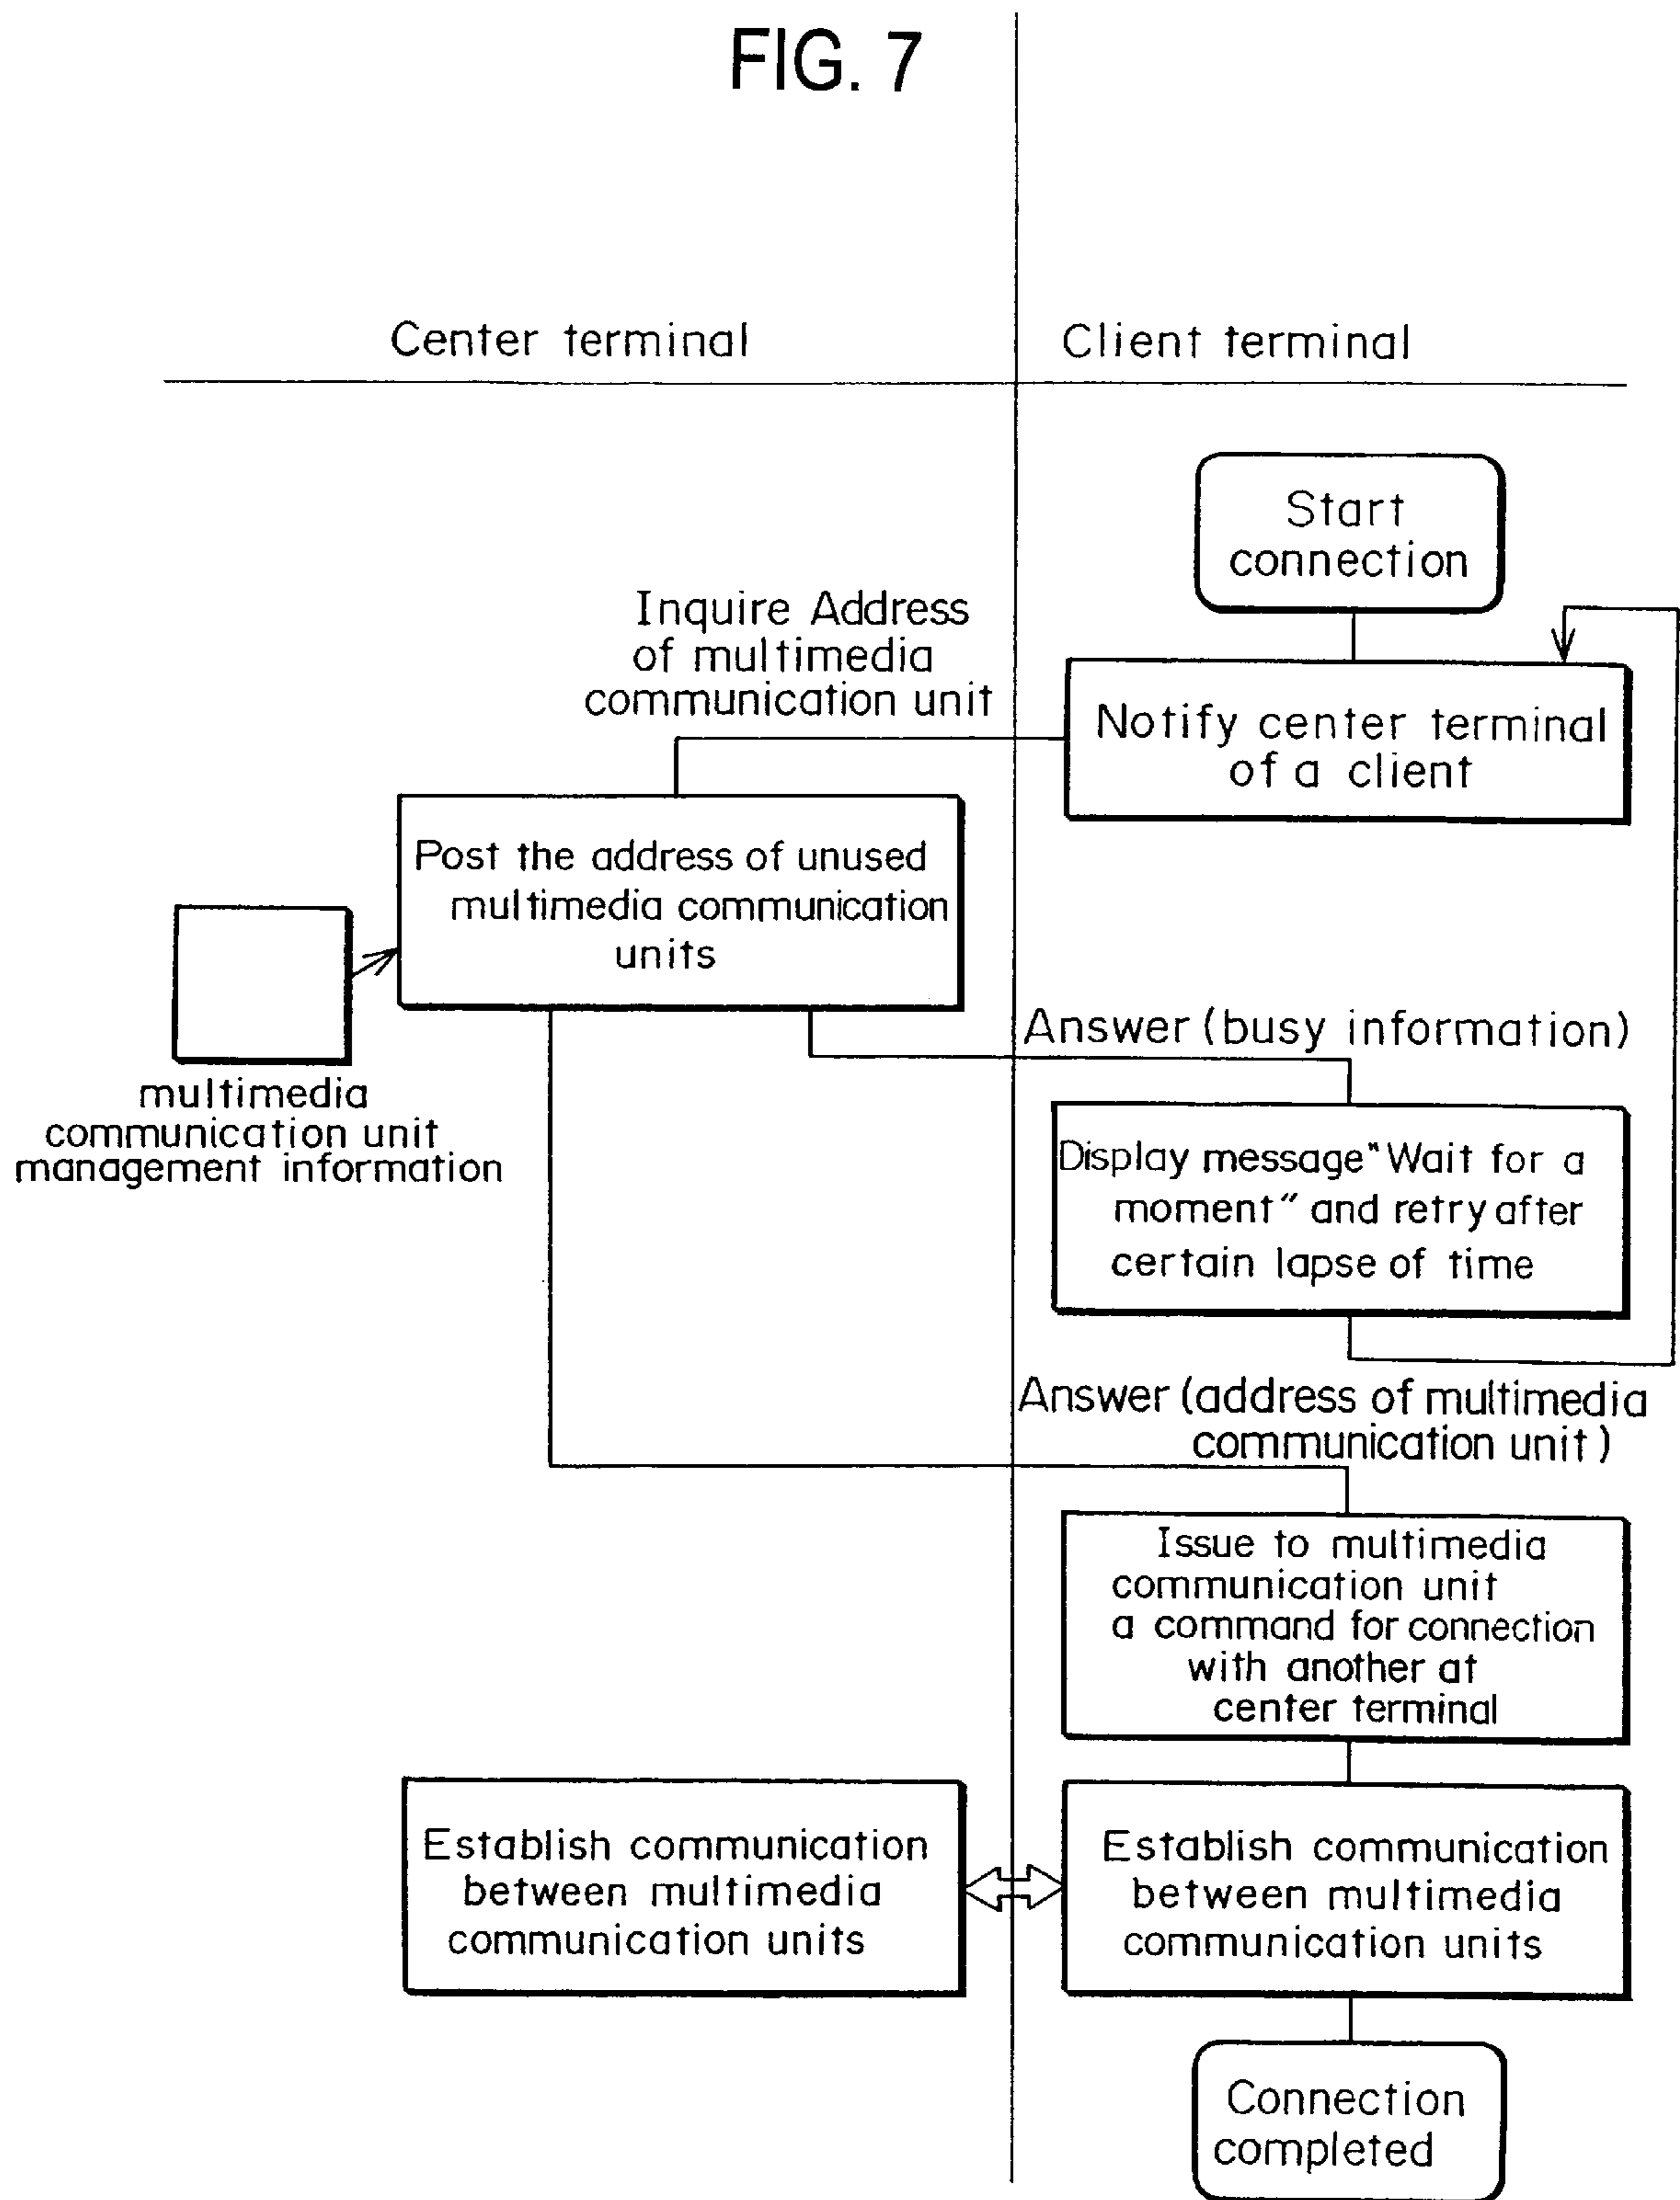 FIG. 7
Center terminal
Client terminal
Start
connection
Inquire Address
of multimedia
communication unit
Notify center terminal
of a client
Post the address of unused
multimedia communication
units
multimedia
communication unit
management information
Answer (busy information)
Display message "Wait for a
moment" and retry after
certain lapse of time
Answer (address of multimedia
communication unit)
Issue to multimedia
communication unit
a command for connection
with another at
center terminal
Establish communication
between multimedia
communication units
Establish communication
between multimedia
communication units
Connection
completed